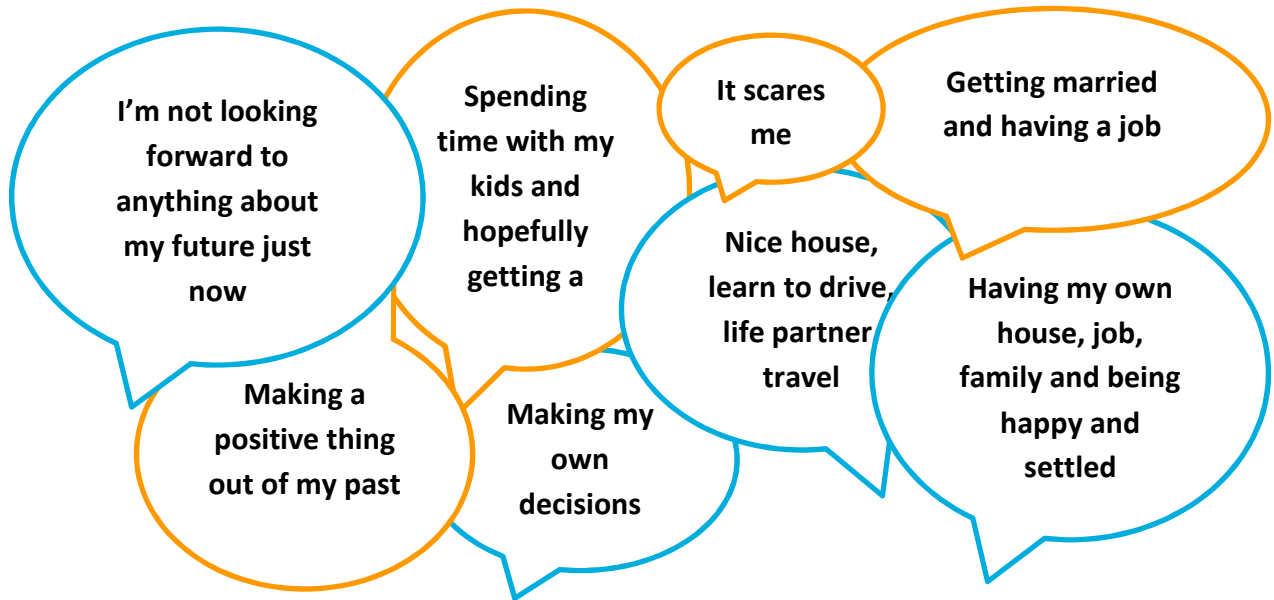 I’m not looking
forward to
anything about
my future just
now
Spending
time with my
kids and
hopefully
getting a
It scares
me
Getting married
and having a job
Nice house,
learn to drive,
life partner
travel
Having my own
house, job,
family and being
happy and
settled
Making a
positive thing
out of my past
Making my
own
decisions